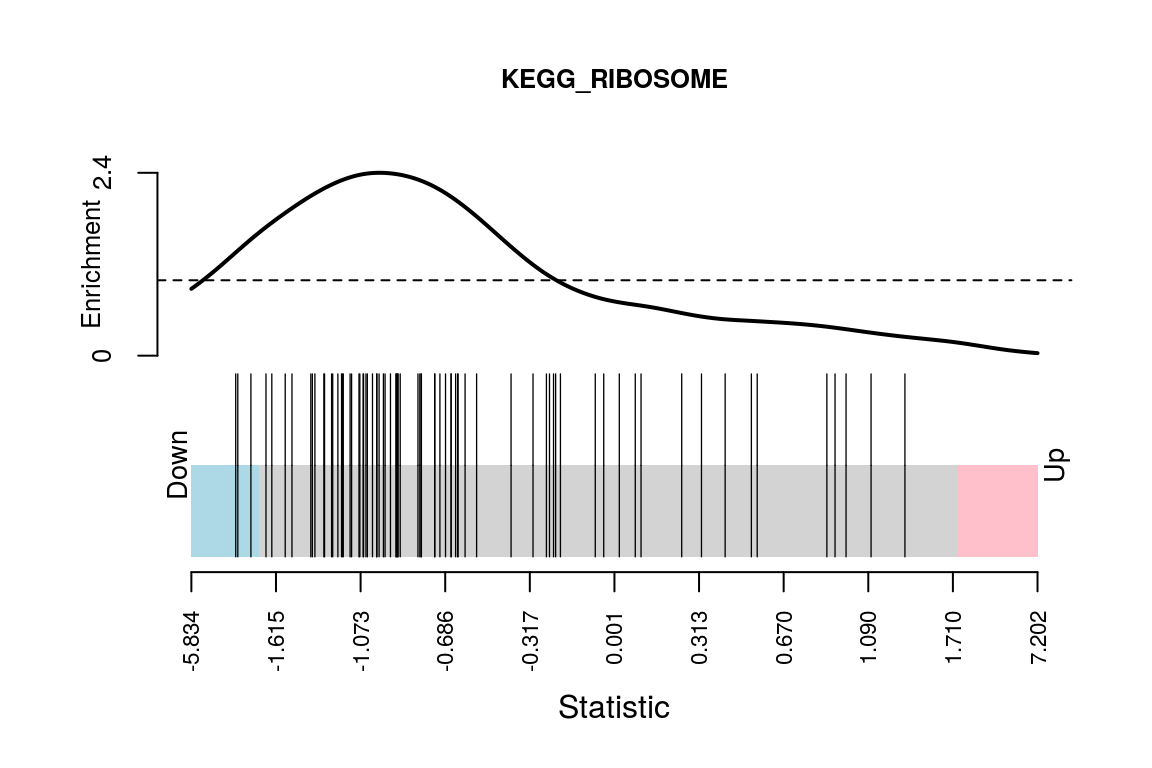 KEGG_RIBOSOME
Enrichment
2.4
0
Down
Up
-5.834
-1.615
-1.073
-0.686
-0.317
0.001
0.313
0.670
1.090
1.710
7.202
Statistic